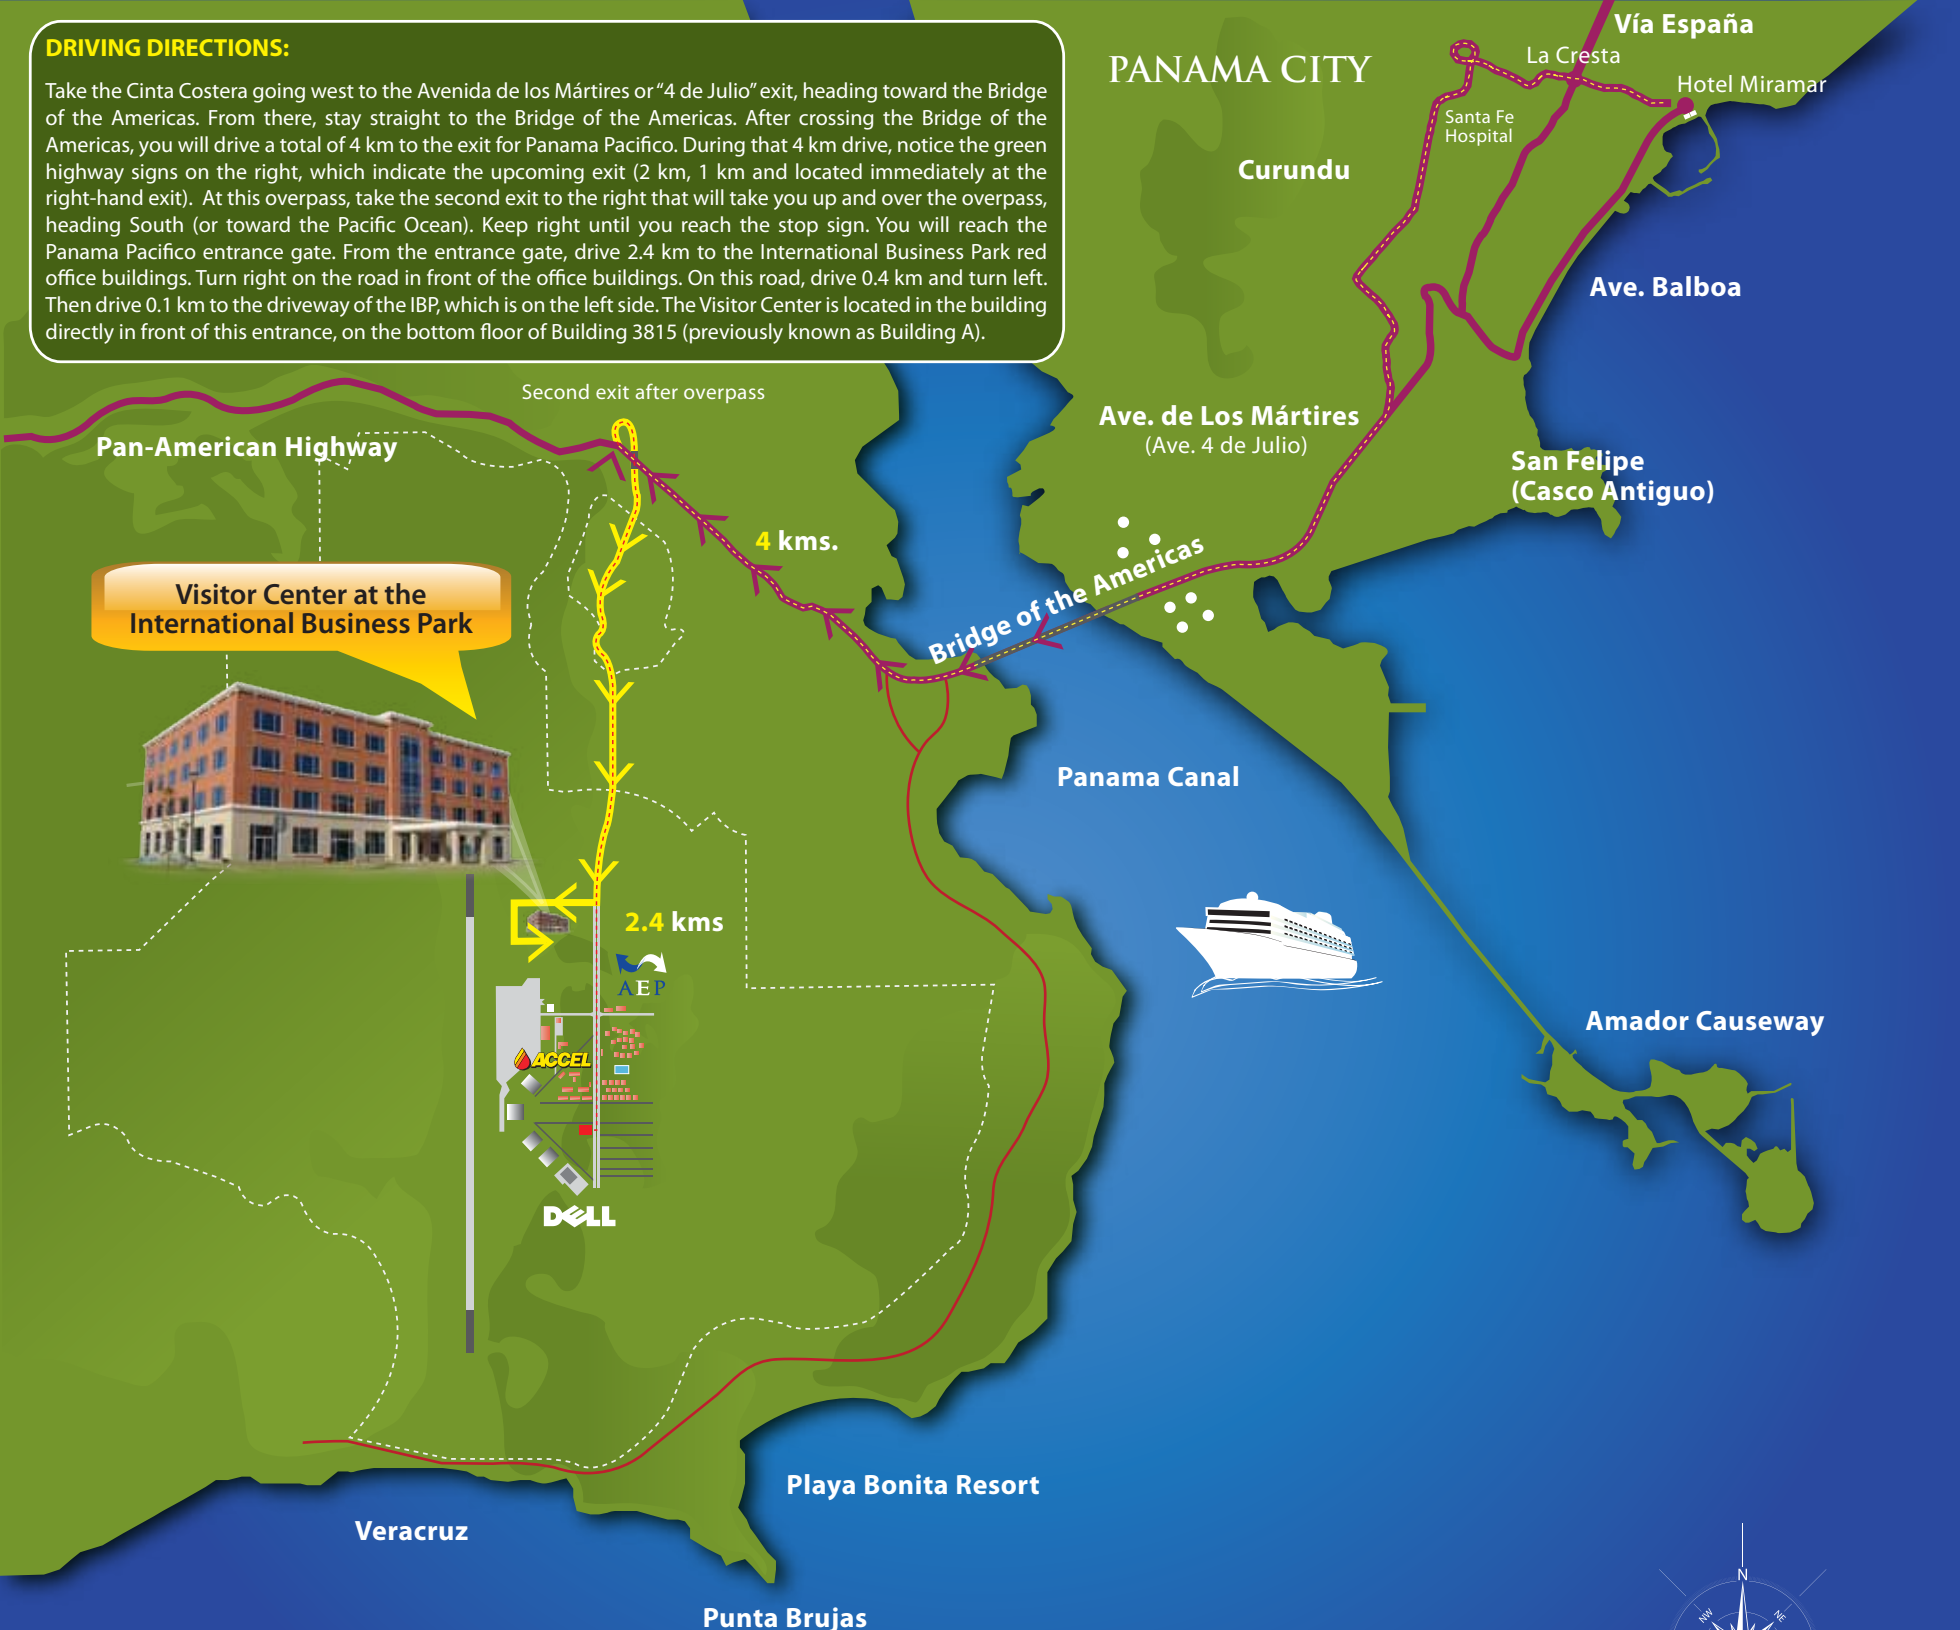 DRIVING DIRECTIONS:
Take the Cinta Costera going west to the Avenida de los Mártires or “4 de Julio” exit, heading toward the Bridge
of the Americas. From there, stay straight to the Bridge of the Americas. After crossing the Bridge of the
Americas, you will drive a total of 4 km to the exit for Panama Pacifico. During that 4 km drive, notice the green
highway signs on the right, which indicate the upcoming exit (2 km, 1 km and located immediately at the
right-hand exit). At this overpass, take the second exit to the right that will take you up and over the overpass,
heading South (or toward the Pacific Ocean). Keep right until you reach the stop sign. You will reach the
Panama Pacifico entrance gate. From the entrance gate, drive 2.4 km to the International Business Park red
office buildings. Turn right on the road in front of the office buildings. On this road, drive 0.4 km and turn left.
Then drive 0.1 km to the driveway of the IBP, which is on the left side. The Visitor Center is located in the building
directly in front of this entrance, on the bottom floor of Building 3815 (previously known as Building A).
PANAMA CITY
Vía España
La Cresta
Hotel Miramar
Santa Fe
Hospital
Curundu
Ave. Balboa
Second exit after overpass
Ave. de Los Mártires
(Ave. 4 de Julio)
Pan-American Highway
San Felipe
(Casco Antiguo)
4 kms.
Bridge of the Americas
Visitor Center at the
International Business Park
Panama Canal
2.4 kms
AEP
Amador Causeway
ACCEL
DELL
Playa Bonita Resort
Veracruz
Punta Brujas
N
NW
NE